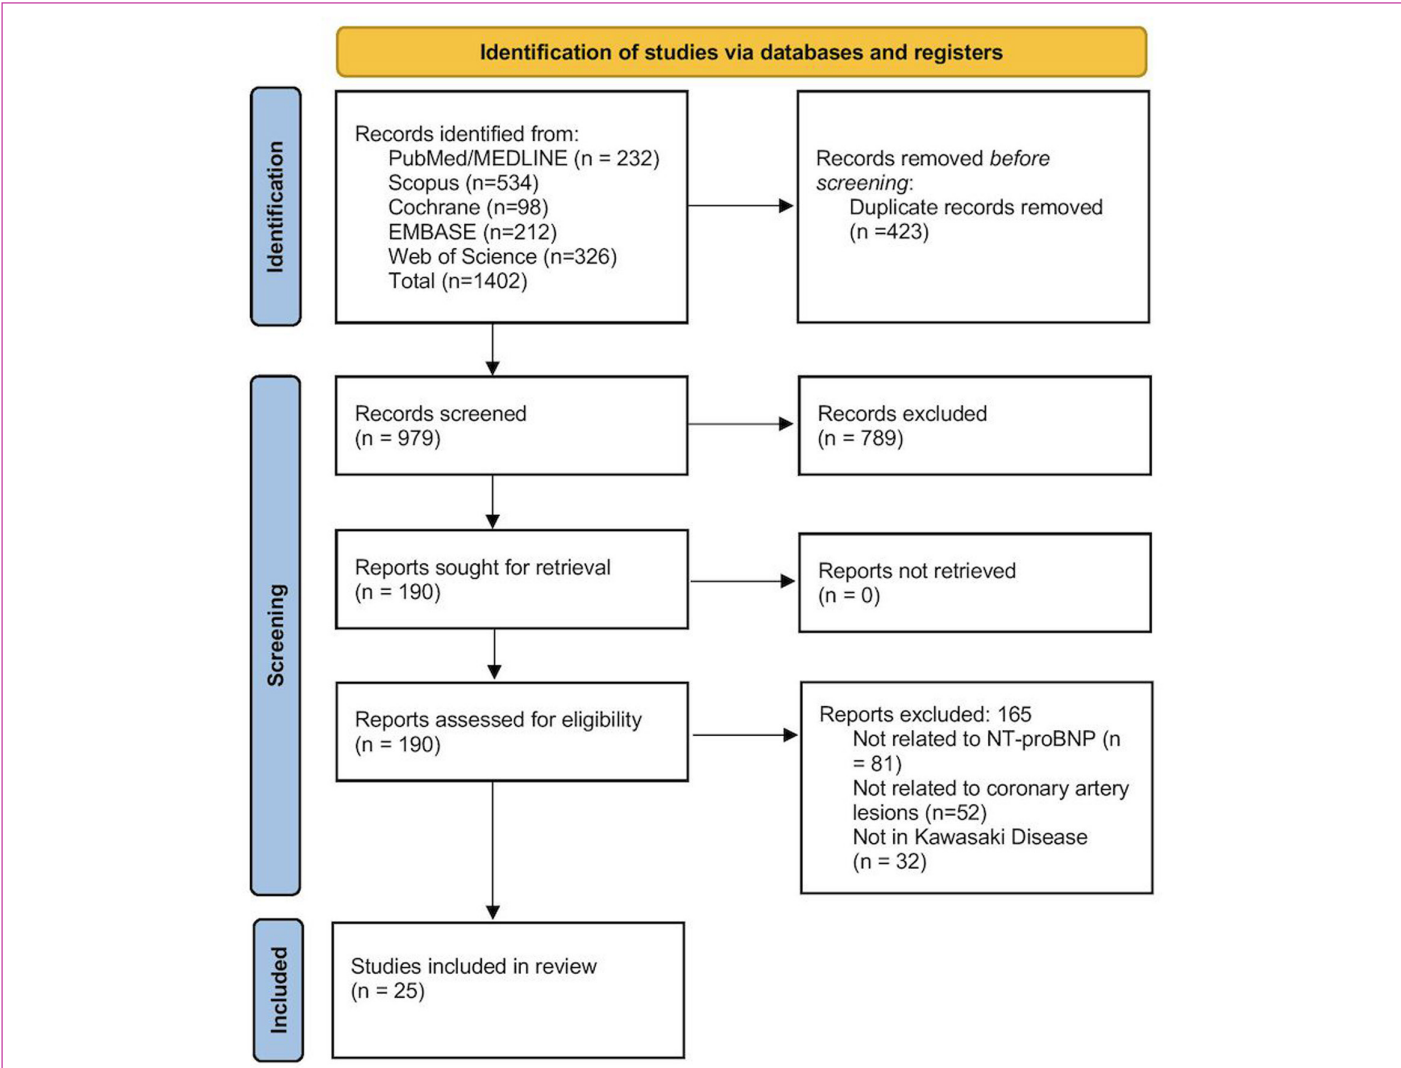 Identification of studies via databases and registers
Identification
Records identified from:
PubMed/MEDLINE (n = 232)
Scopus (n=534)
Cochrane (n=98)
EMBASE (n=212)
Web of Science (n=326)
Total (n=1402)
Records removed before
screening:
Duplicate records removed
(n =423)
Screening
Records screened
(n = 979)
Records excluded
(n = 789)
Reports sought for retrieval
(n = 190)
Reports not retrieved
(n = 0)
Reports assessed for eligibility
(n = 190)
Reports excluded: 165
Not related to NT-proBNP (n
= 81)
Not related to coronary artery
lesions (n=52)
Not in Kawasaki Disease
(n = 32)
Included
Studies included in review
(n = 25)